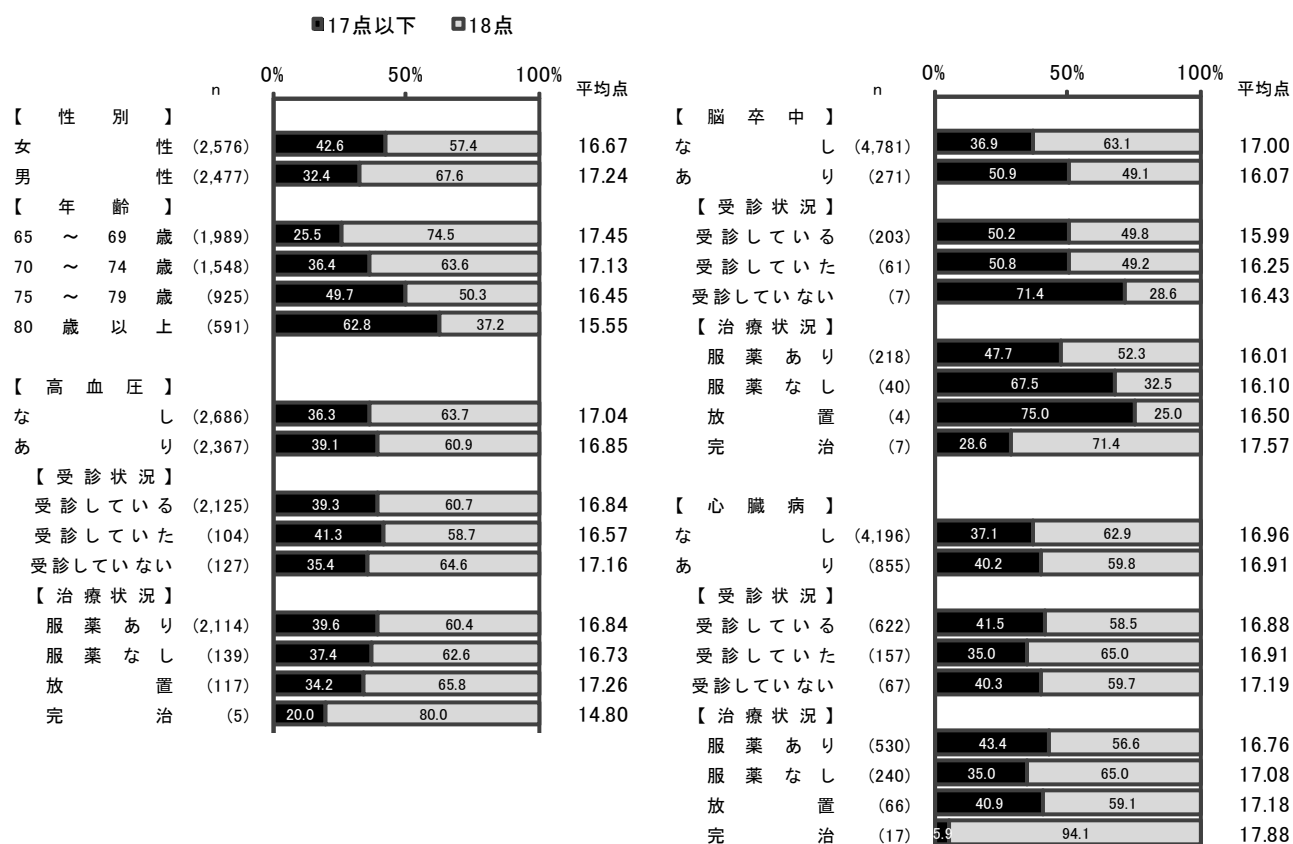 ■17点以下 □18点
n 0% 50% 100% 平均点
【性別】
女性 (2,576) 42.6 57.4 16.67
男性 (2,477) 32.4 67.6 17.24
【年齢】
65～69歳 (1,989) 25.5 74.5 17.45
70～74歳 (1,548) 36.4 63.6 17.13
75～79歳 (925) 49.7 50.3 16.45
80歳以上 (591) 62.8 37.2 15.55
【高血圧】
なし (2,686) 36.3 63.7 17.04
あり (2,367) 39.1 60.9 16.85
【受診状況】
受診している (2,125) 39.3 60.7 16.84
受診していた (104) 41.3 58.7 16.57
受診していない (127) 35.4 64.6 17.16
【治療状況】
服薬あり (2,114) 39.6 60.4 16.84
服薬なし (139) 37.4 62.6 16.73
放置 (117) 34.2 65.8 17.26
完治 (5) 20.0 80.0 14.80
n 0% 50% 100% 平均点
【脳卒中】
なし (4,781) 36.9 63.1 17.00
あり (271) 50.9 49.1 16.07
【受診状況】
受診している (203) 50.2 49.8 15.99
受診していた (61) 50.8 49.2 16.25
受診していない (7) 71.4 28.6 16.43
【治療状況】
服薬あり (218) 47.7 52.3 16.01
服薬なし (40) 67.5 32.5 16.10
放置 (4) 75.0 25.0 16.50
完治 (7) 28.6 71.4 17.57
【心臓病】
なし (4,196) 37.1 62.9 16.96
あり (855) 40.2 59.8 16.91
【受診状況】
受診している (622) 41.5 58.5 16.88
受診していた (157) 35.0 65.0 16.91
受診していない (67) 40.3 59.7 17.19
【治療状況】
服薬あり (530) 43.4 56.6 16.76
服薬なし (240) 35.0 65.0 17.08
放置 (66) 40.9 59.1 17.18
完治 (17) 5.9 94.1 17.88